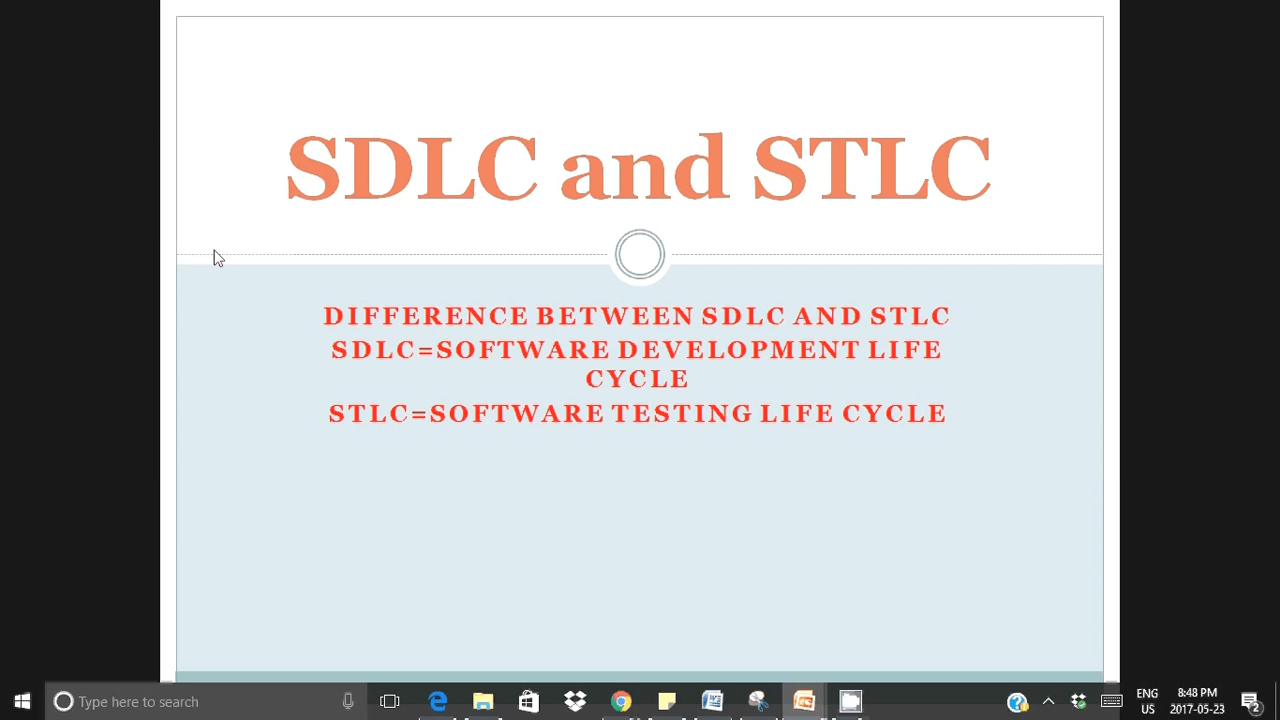 SDLC and STLC
DIFFERENCE BETWEEN SDLC AND STLC
SDLC=SOFTWARE DEVELOPMENT LIFE
CYCLE
STLC=SOFTWARE TESTING LIFE CYCLE
Type here to search
ENG
US
8:48 PM
2017-05-23
2